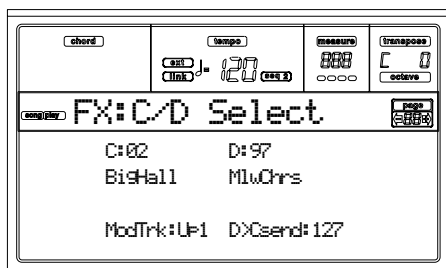 chord tempo measure transpose
ext ♩= 120 888 C 0
link seq 2 octave
song play FX:C/D Select page
88
C:02 D:97
BigHall MlwChrs
ModTrk:Up1 D>Csend:127